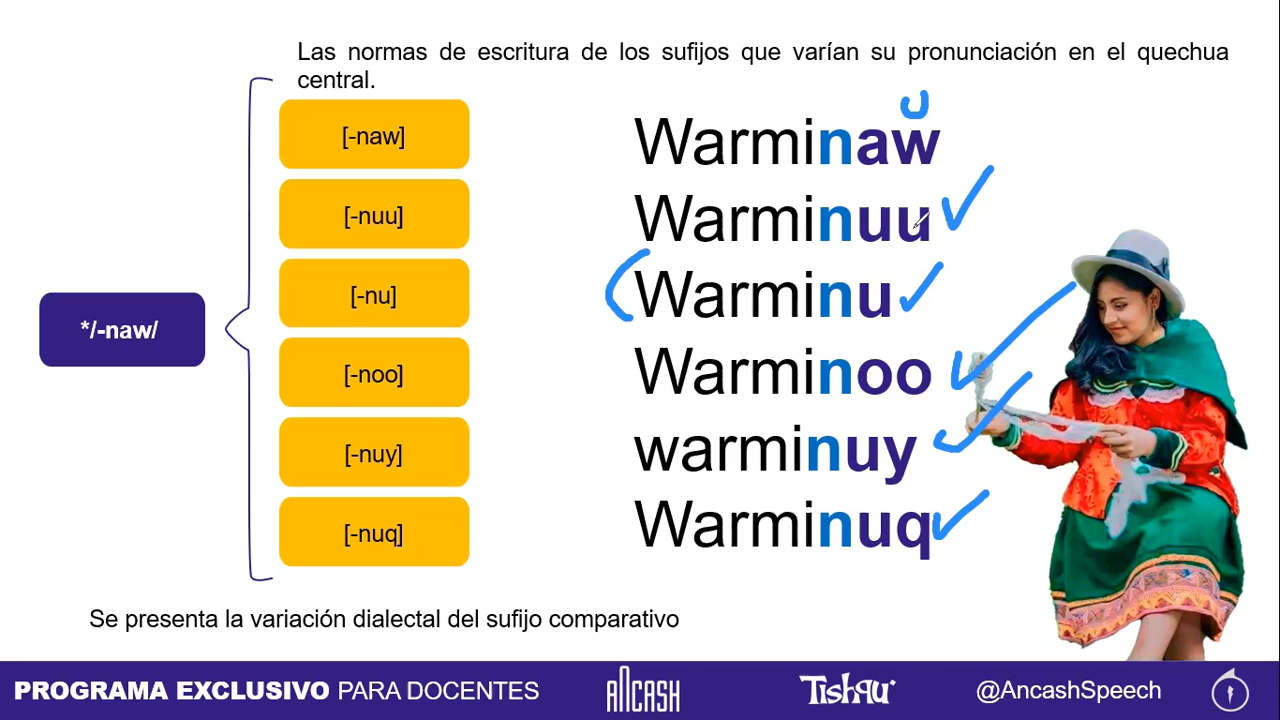 Las normas de escritura de los sufijos que varían su pronunciación en el quechua
central.
[-naw]
Warminaw
[-nuu]
Warminuu
[-nu]
Warminu
*/-naw/
[-noo]
Warminoo
[-nuy]
warminuy
[-nuq]
Warminuq
Se presenta la variación dialectal del sufijo comparativo
PROGRAMA EXCLUSIVO PARA DOCENTES
ANCASH
TISHQU
@AncashSpeech